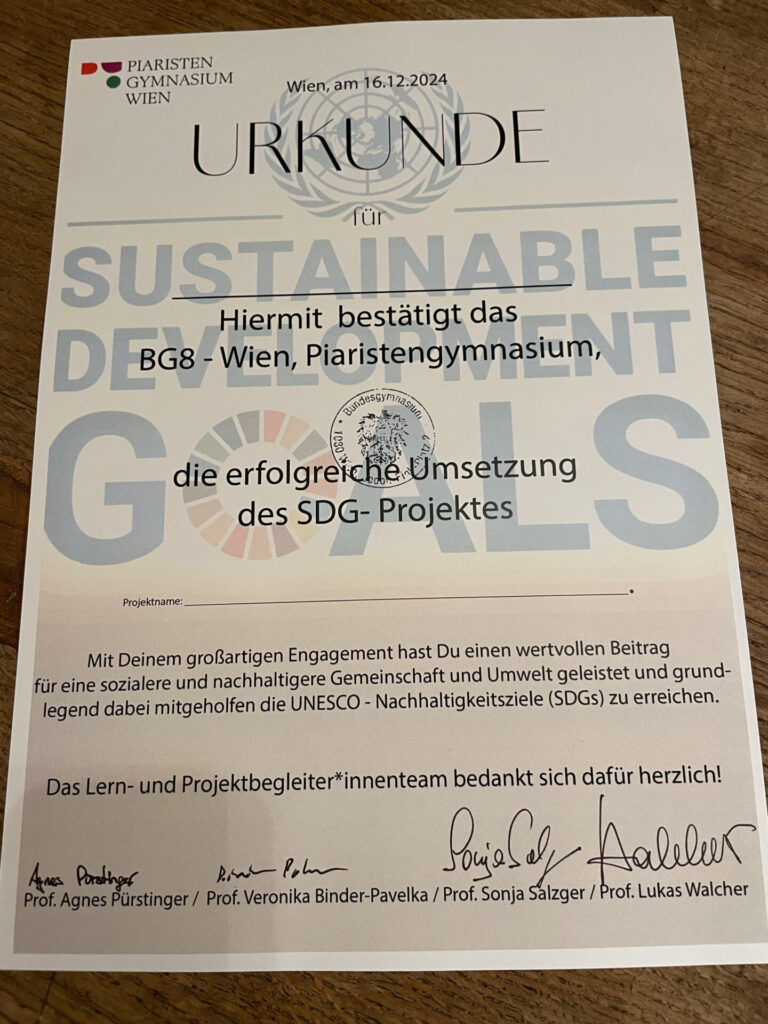 PIARISTEN
GYMNASIUM
WIEN
Wien, am 16.12.2024
URKUNDE
für
SUSTAINABLE
Hiermit bestätigt das
DEVELOPMENT
BG8 - Wien, Piaristengymnasium,
Bundesgymnasium
GOALS
die erfolgreiche Umsetzung
des SDG- Projektes
Projektname: .
Mit Deinem großartigen Engagement hast Du einen wertvollen Beitrag
für eine sozialere und nachhaltigere Gemeinschaft und Umwelt geleistet und grund-
legend dabei mitgeholfen die UNESCO - Nachhaltigkeitsziele (SDGs) zu erreichen.
Das Lern- und Projektbegleiter*innenteam bedankt sich dafür herzlich!
Agnes Pürstinger
Prof. Agnes Pürstinger / Prof. Veronika Binder-Pavelka / Prof. Sonja Salzger / Prof. Lukas Walcher